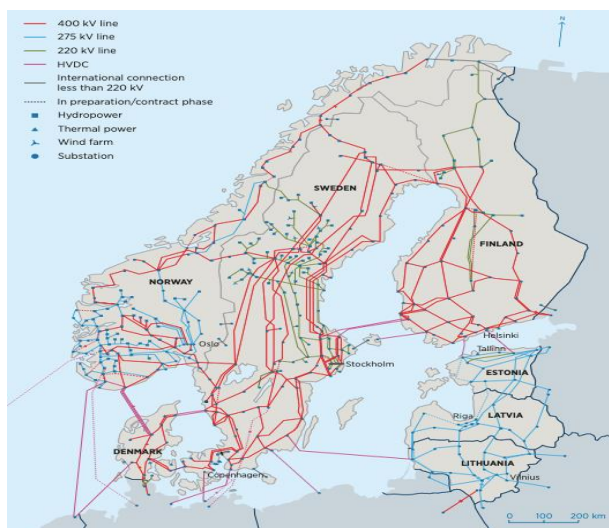 400 kV line
275 kV line
220 kV line
HVDC
International connection
less than 220 kV
In preparation/contract phase
Hydropower
Thermal power
Wind farm
Substation
N
SWEDEN
FINLAND
NORWAY
Oslo
Helsinki
Tallinn
Stockholm
ESTONIA
Riga
LATVIA
DENMARK
LITHUANIA
Copenhagen
Vilnius
0 100 200 km